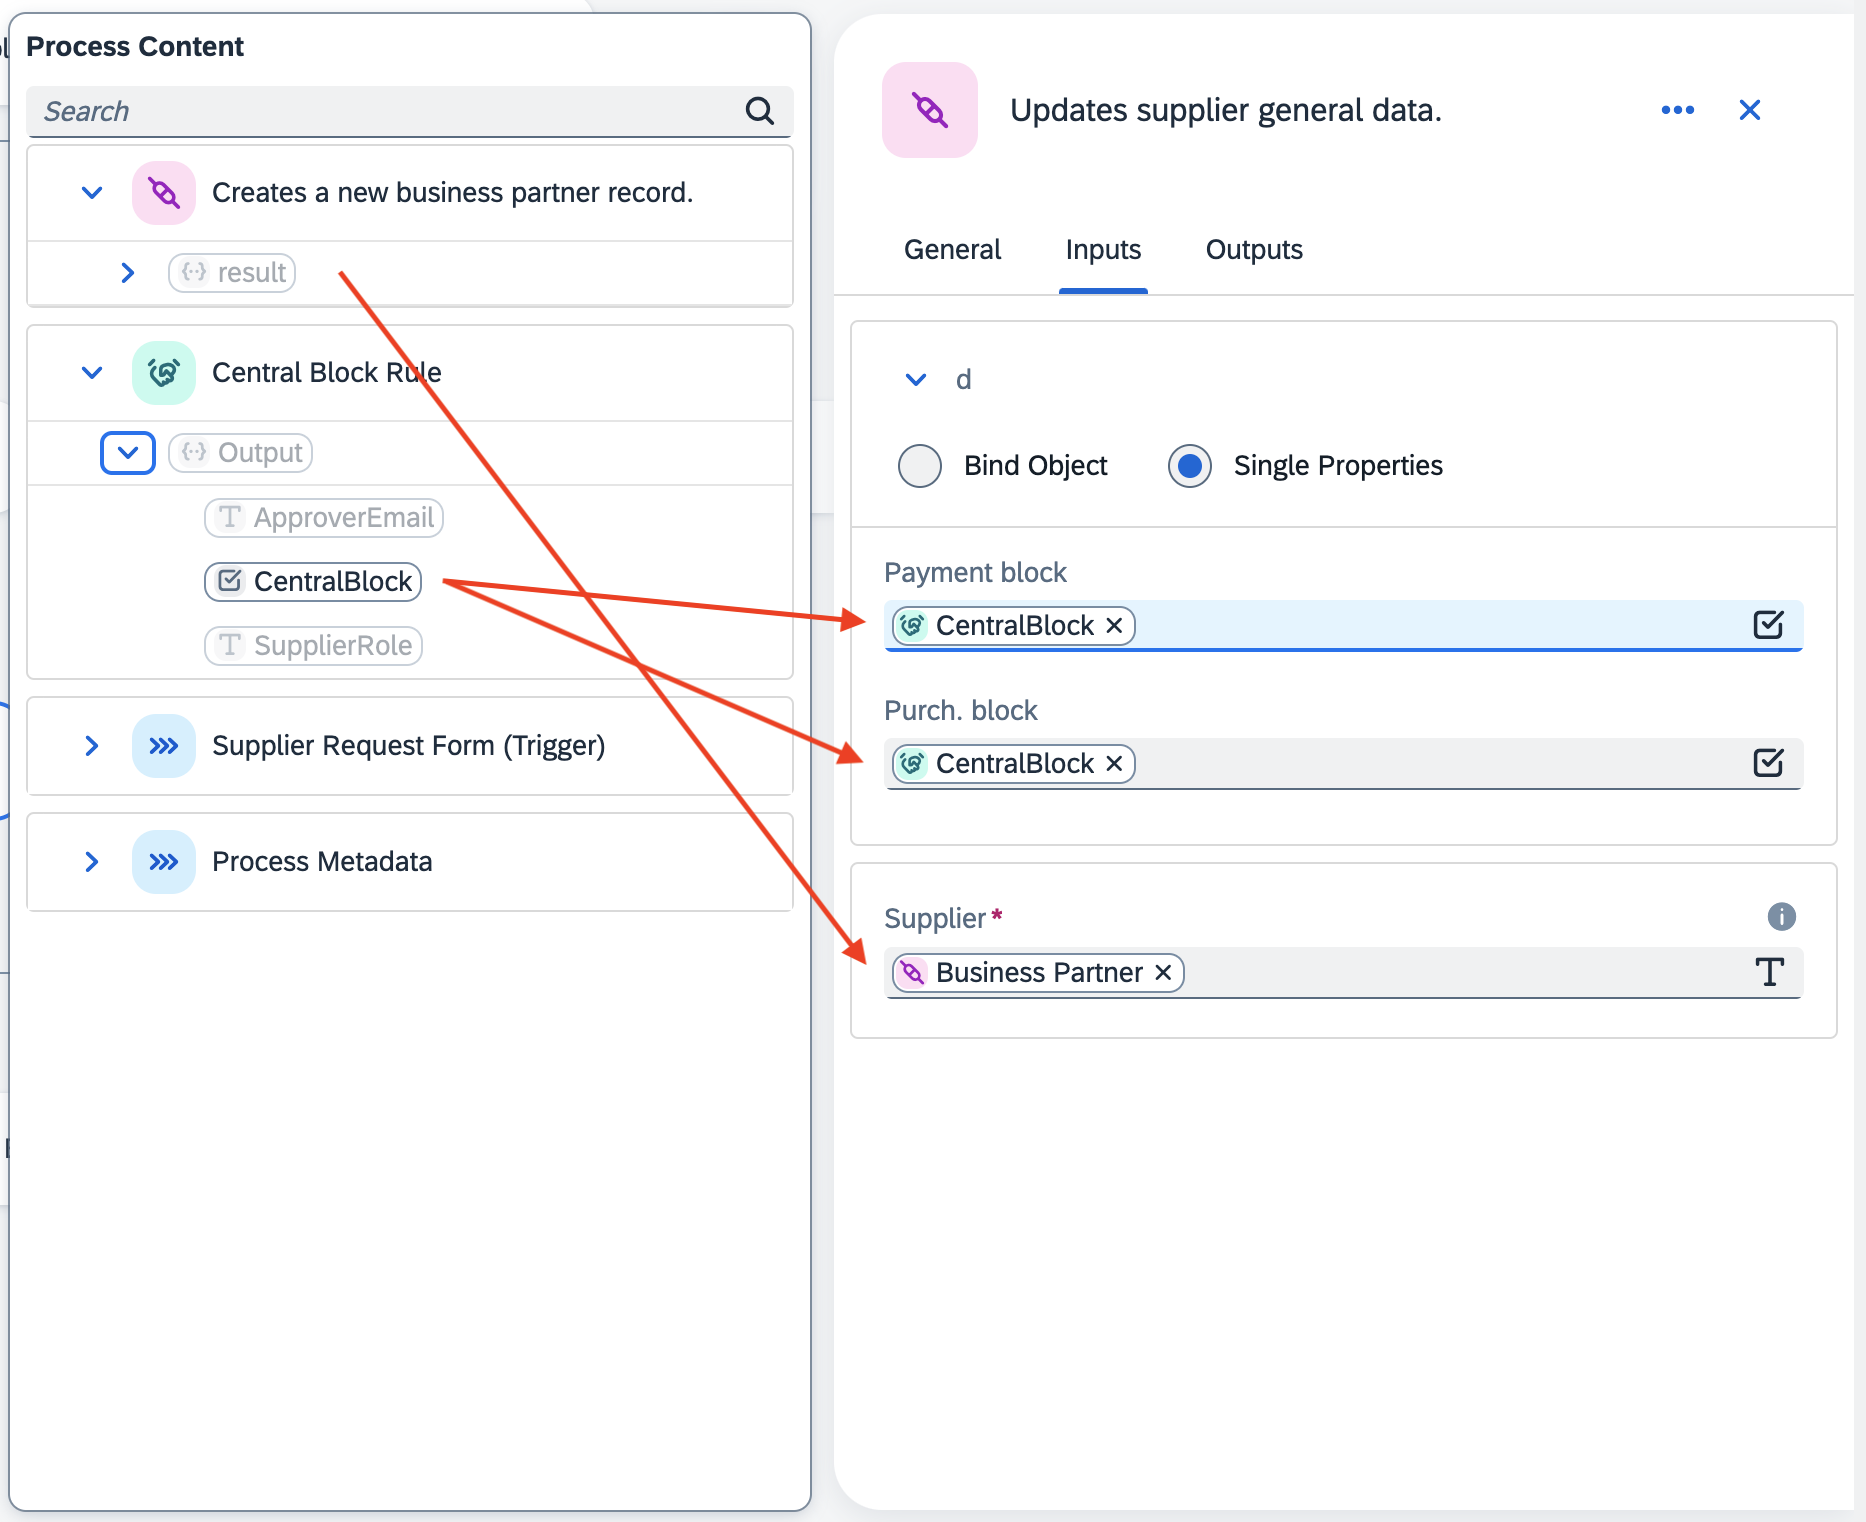 Process Content
Search
Creates a new business partner record.
result
Central Block Rule
Output
ApproverEmail
CentralBlock
SupplierRole
Supplier Request Form (Trigger)
Process Metadata
Updates supplier general data.
General Inputs Outputs
d
Bind Object Single Properties
Payment block
CentralBlock
Purch. block
CentralBlock
Supplier*
Business Partner